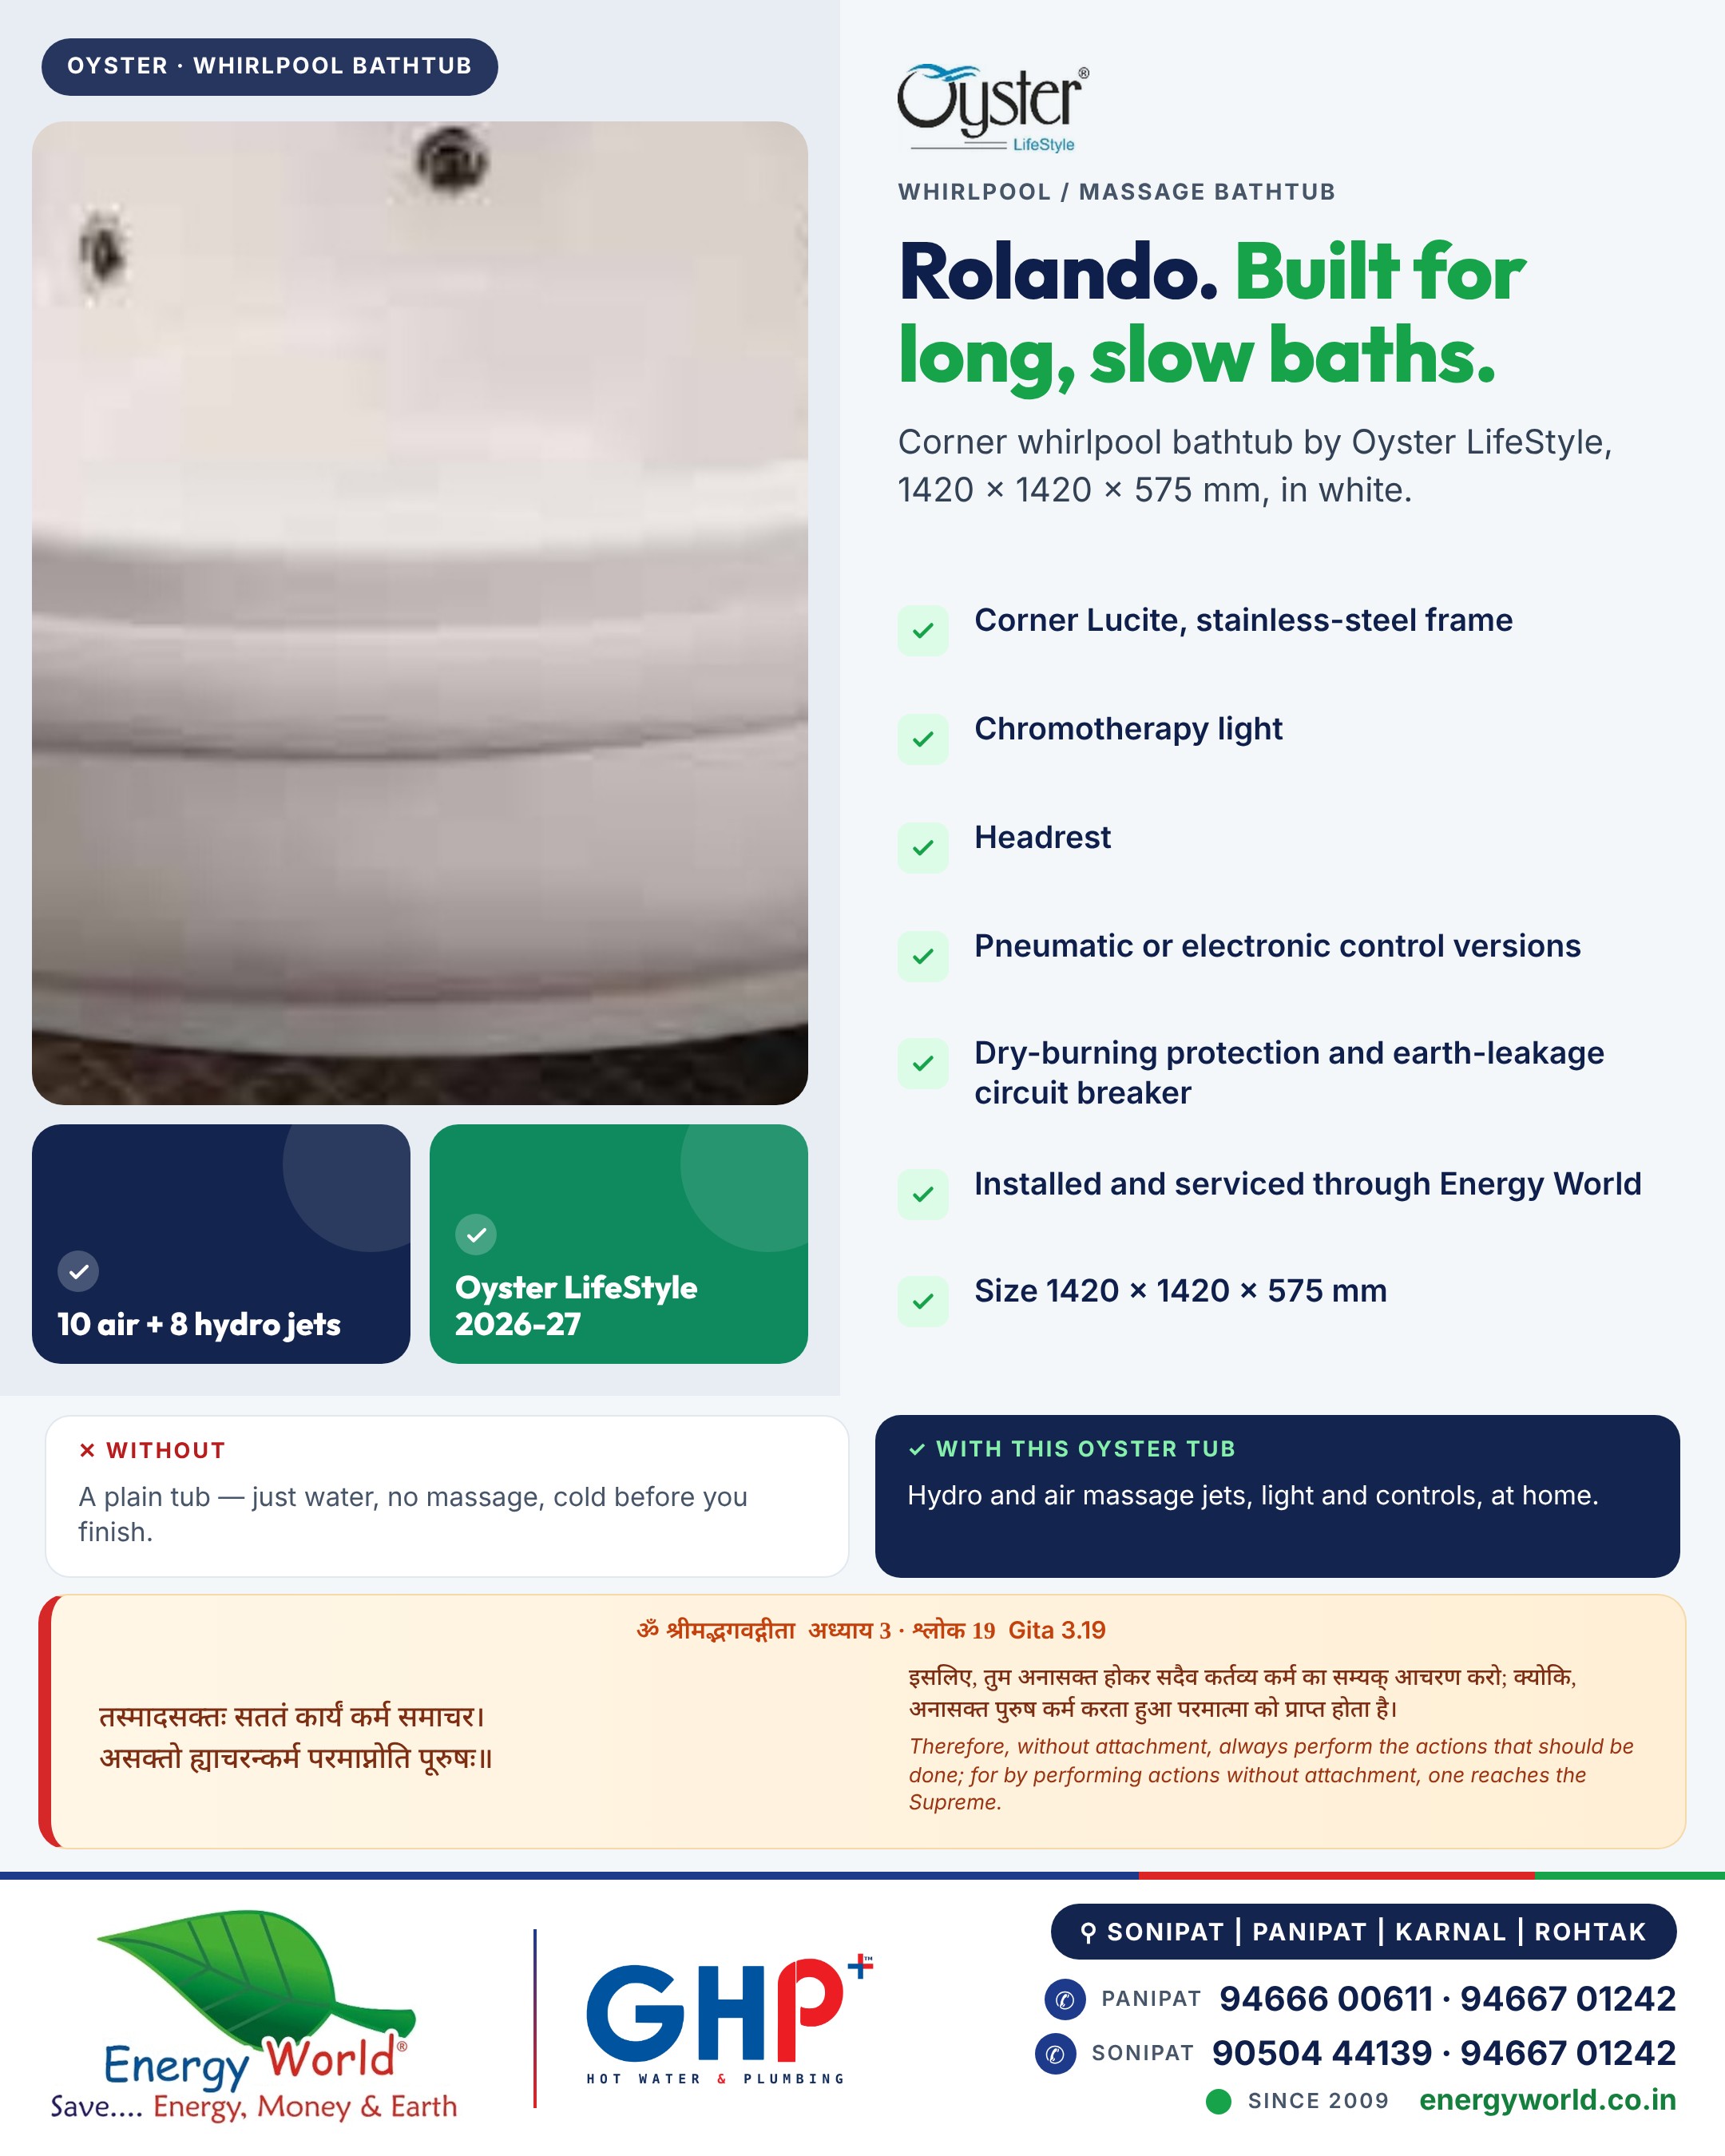 OYSTER · WHIRLPOOL BATHTUB
Oyster®
LifeStyle
WHIRLPOOL / MASSAGE BATHTUB
Rolando. Built for
long, slow baths.
Corner whirlpool bathtub by Oyster LifeStyle,
1420 × 1420 × 575 mm, in white.
Corner Lucite, stainless-steel frame
Chromotherapy light
Headrest
Pneumatic or electronic control versions
Dry-burning protection and earth-leakage
circuit breaker
Installed and serviced through Energy World
Size 1420 × 1420 × 575 mm
10 air + 8 hydro jets
Oyster LifeStyle
2026-27
✕ WITHOUT
A plain tub — just water, no massage, cold before you
finish.
✓ WITH THIS OYSTER TUB
Hydro and air massage jets, light and controls, at home.
ॐ श्रीमद्भगवद्गीता अध्याय 3 · श्लोक 19 Gita 3.19
तस्मादसक्तः सततं कार्यं कर्म समाचर।
असक्तो ह्याचरन्कर्म परमाप्नोति पूरुषः॥
इसलिए, तुम अनासक्त होकर सदैव कर्तव्य कर्म का सम्यक् आचरण करो; क्योकि,
अनासक्त पुरुष कर्म करता हुआ परमात्मा को प्राप्त होता है।
Therefore, without attachment, always perform the actions that should be
done; for by performing actions without attachment, one reaches the
Supreme.
Energy World®
Save.... Energy, Money & Earth
GHP+™
HOT WATER & PLUMBING
SONIPAT | PANIPAT | KARNAL | ROHTAK
PANIPAT 94666 00611 · 94667 01242
SONIPAT 90504 44139 · 94667 01242
SINCE 2009 energyworld.co.in